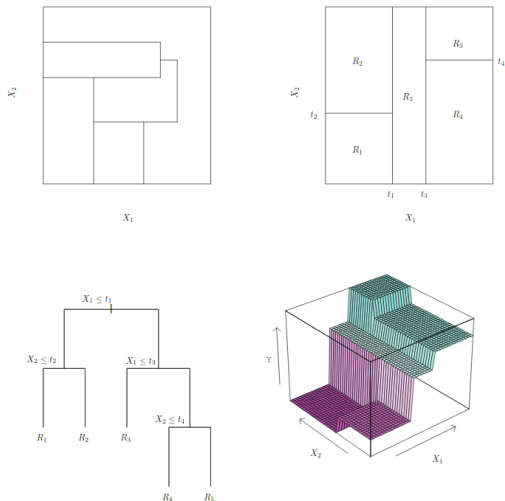 X₂
X₁
R₅
t₄
R₂
X₂
R₃
t₂
R₄
R₁
t₁
t₃
X₁
X₁ ≤ t₁
X₂ ≤ t₂
X₁ ≤ t₃
X₂ ≤ t₄
R₁
R₂
R₃
R₄
R₅
Y
X₂
X₁